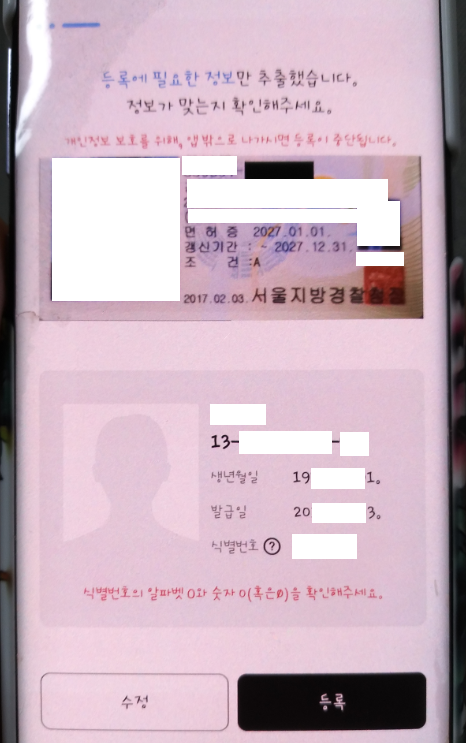 등록에 필요한 정보만 추출했습니다.
정보가 맞는지 확인해주세요.
개인정보 보호를 위해, 앱 밖으로 나가시면 등록이 중단됩니다.
면 허 증 2027.01.01.
갱신기간 : ~ 2027.12.31.
조 건 :A
2017.02.03. 서울지방경찰청장
13-
-
생년월일 19 1.
발급일 20 3.
식별번호 ?
식별번호의 알파벳 O와 숫자 0(혹은0)을 확인해주세요.
수정
등록